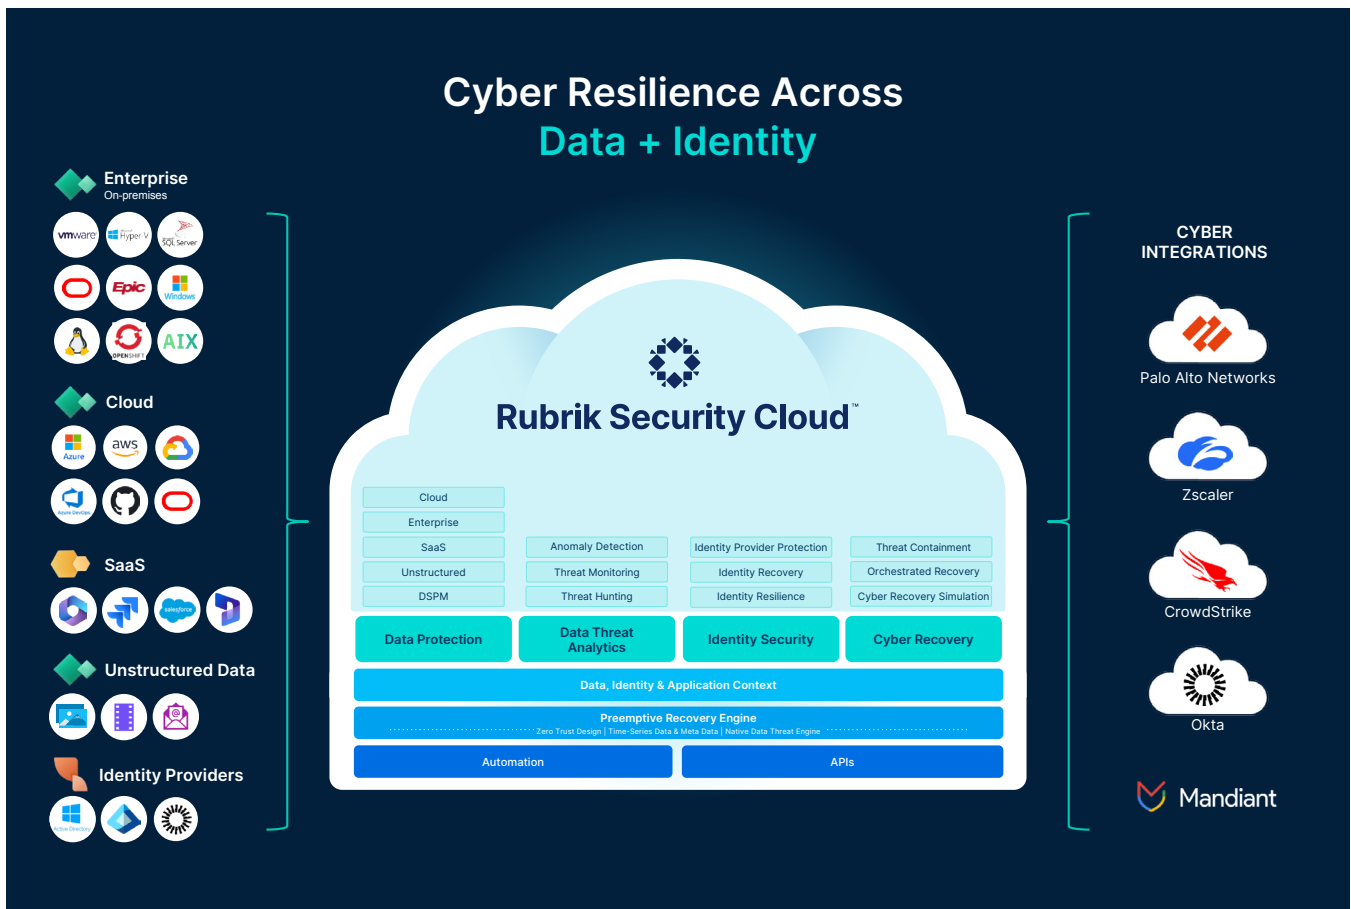 Cyber Resilience Across
Data + Identity
Enterprise
On-premises
vmware
Microsoft
Hyper-V
Microsoft
SQL Server
Epic
Windows
OPENSHIFT
AIX
Cloud
Azure
aws
Azure DevOps
SaaS
salesforce
Unstructured Data
@
Identity Providers
Active Directory
Rubrik Security Cloud™
Cloud
Enterprise
SaaS
Unstructured
DSPM
Data Protection
Anomaly Detection
Threat Monitoring
Threat Hunting
Data Threat
Analytics
Identity Provider Protection
Identity Recovery
Identity Resilience
Identity Security
Threat Containment
Orchestrated Recovery
Cyber Recovery Simulation
Cyber Recovery
Data, Identity & Application Context
Preemptive Recovery Engine
Zero Trust Design | Time-Series Data & Meta Data | Native Data Threat Engine
Automation
APIs
CYBER
INTEGRATIONS
Palo Alto Networks
Zscaler
CrowdStrike
Okta
Mandiant